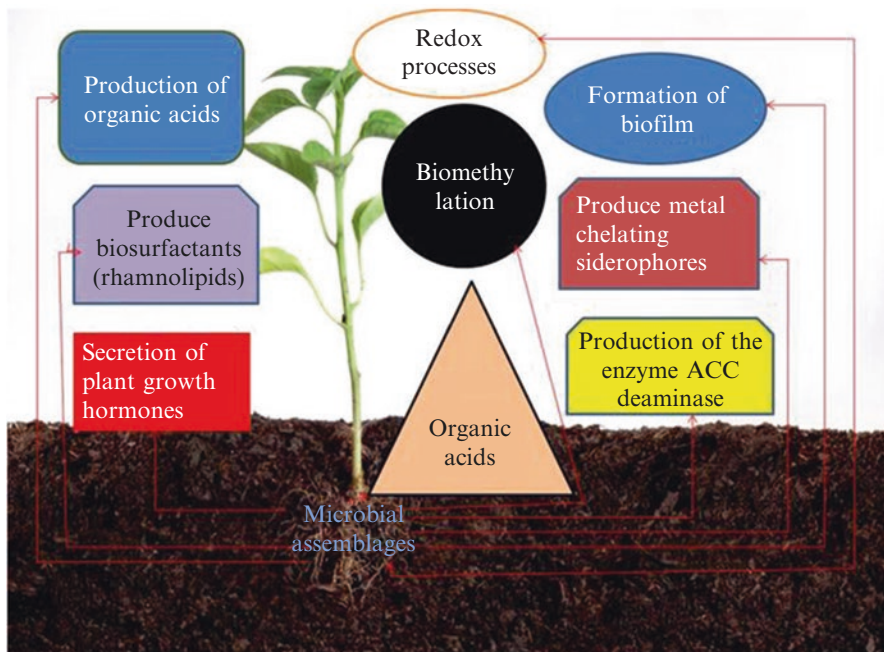 Redox
processes
Production of
organic acids
Formation of
biofilm
Biomethy
lation
Produce
biosurfactants
(rhamnolipids)
Produce metal
chelating
siderophores
Secretion of
plant growth
hormones
Production of the
enzyme ACC
deaminase
Organic
acids
Microbial
assemblages